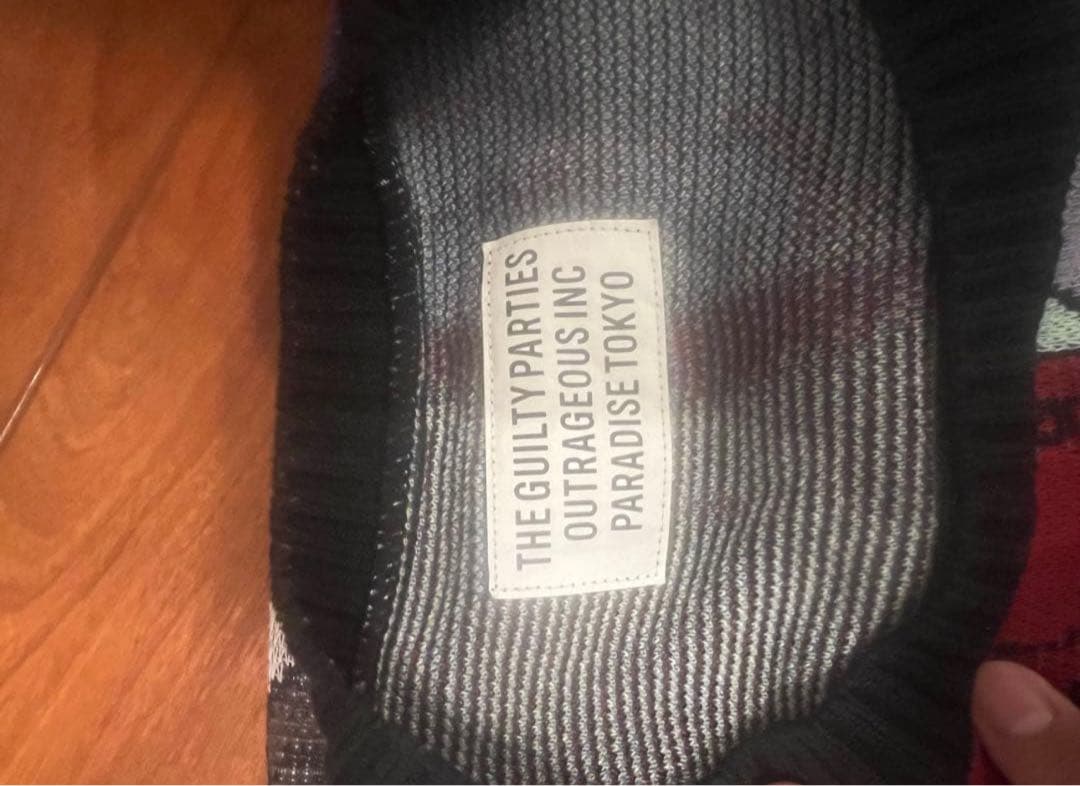 THE GUILTY PARTIES
OUTRAGEOUS INC
PARADISE TOKYO